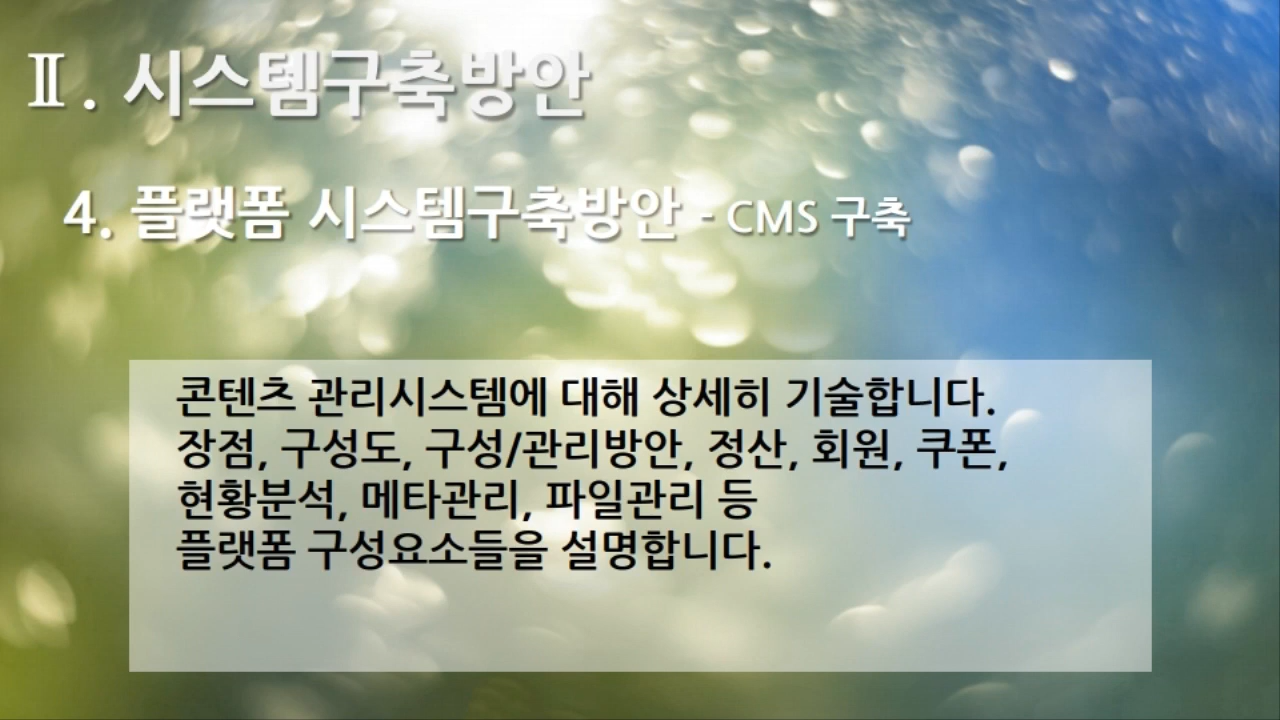 Ⅱ. 시스템구축방안
4. 플랫폼 시스템구축방안 - CMS 구축
콘텐츠 관리시스템에 대해 상세히 기술합니다.
장점, 구성도, 구성/관리방안, 정산, 회원, 쿠폰,
현황분석, 메타관리, 파일관리 등
플랫폼 구성요소들을 설명합니다.